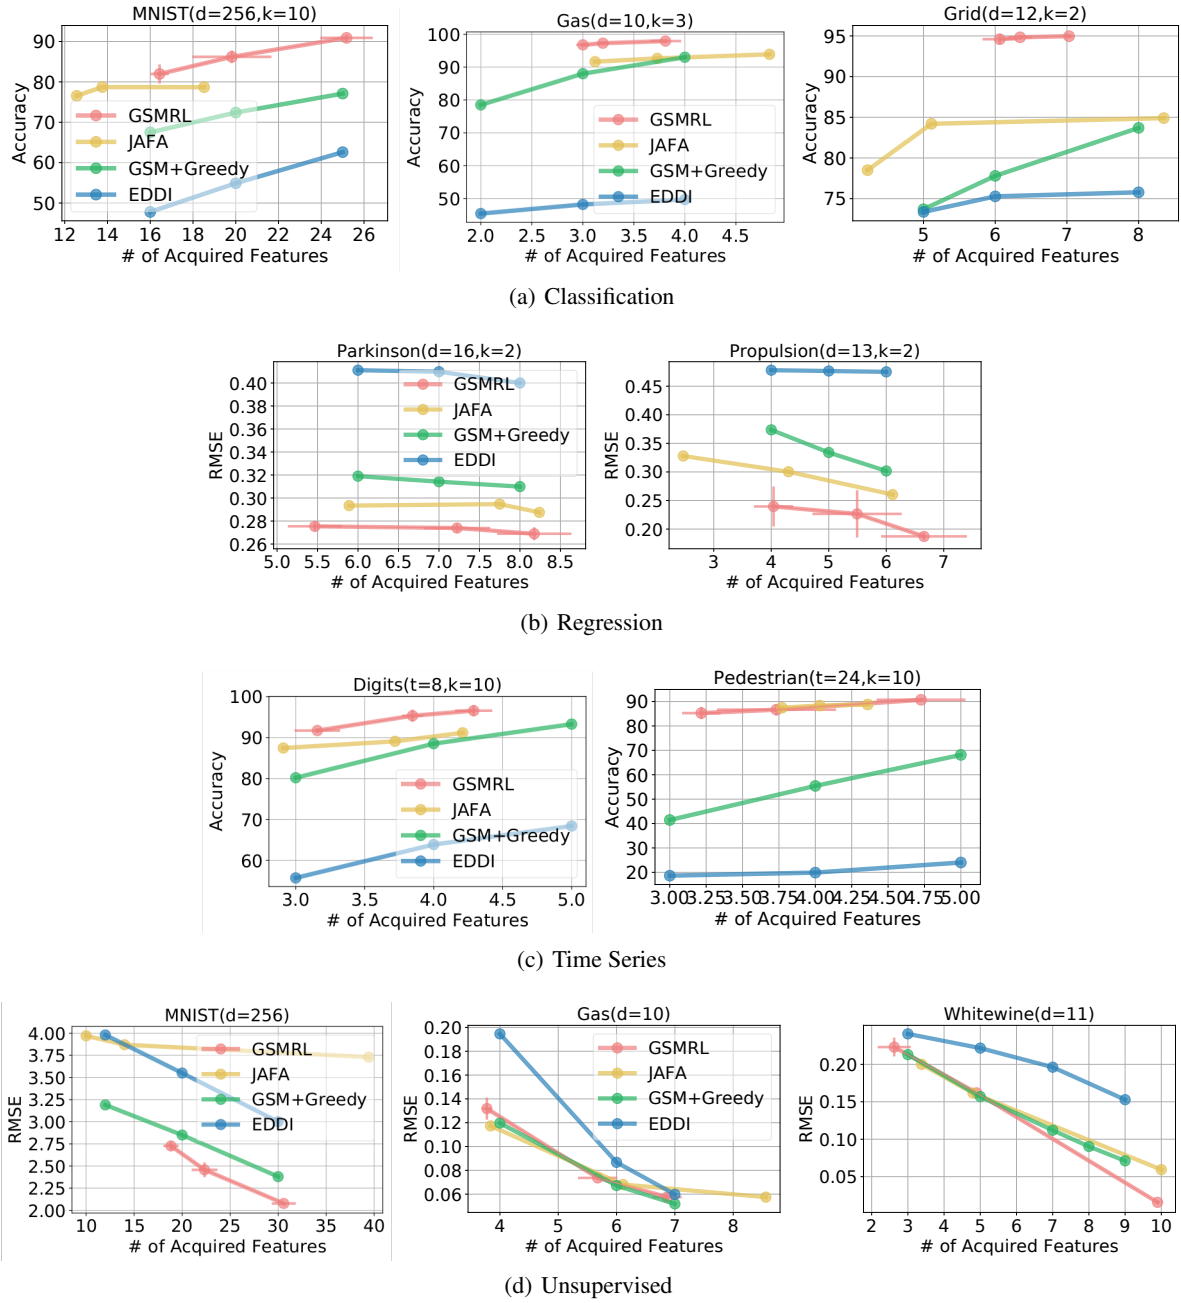 MNIST(d=256,k=10)
Accuracy
90
80
70
60
50
GSMRL
JAFA
GSM+Greedy
EDDI
12 14 16 18 20 22 24 26
# of Acquired Features
Gas(d=10,k=3)
Accuracy
100
90
80
70
60
50
GSMRL
JAFA
GSM+Greedy
EDDI
2.0 2.5 3.0 3.5 4.0 4.5
# of Acquired Features
Grid(d=12,k=2)
Accuracy
95
90
85
80
75
5 6 7 8
# of Acquired Features
(a) Classification
Parkinson(d=16,k=2)
RMSE
0.40
0.38
0.36
0.34
0.32
0.30
0.28
0.26
GSMRL
JAFA
GSM+Greedy
EDDI
5.0 5.5 6.0 6.5 7.0 7.5 8.0 8.5
# of Acquired Features
Propulsion(d=13,k=2)
RMSE
0.45
0.40
0.35
0.30
0.25
0.20
3 4 5 6 7
# of Acquired Features
(b) Regression
Digits(t=8,k=10)
Accuracy
100
90
80
70
60
GSMRL
JAFA
GSM+Greedy
EDDI
3.0 3.5 4.0 4.5 5.0
# of Acquired Features
Pedestrian(t=24,k=10)
Accuracy
90
80
70
60
50
40
30
20
3.00 3.25 3.50 3.75 4.00 4.25 4.50 4.75 5.00
# of Acquired Features
(c) Time Series
MNIST(d=256)
RMSE
4.00
3.75
3.50
3.25
3.00
2.75
2.50
2.25
2.00
GSMRL
JAFA
GSM+Greedy
EDDI
10 15 20 25 30 35 40
# of Acquired Features
Gas(d=10)
RMSE
0.20
0.18
0.16
0.14
0.12
0.10
0.08
0.06
GSMRL
JAFA
GSM+Greedy
EDDI
4 5 6 7 8
# of Acquired Features
Whitewine(d=11)
RMSE
0.20
0.15
0.10
0.05
2 3 4 5 6 7 8 9 10
# of Acquired Features
(d) Unsupervised